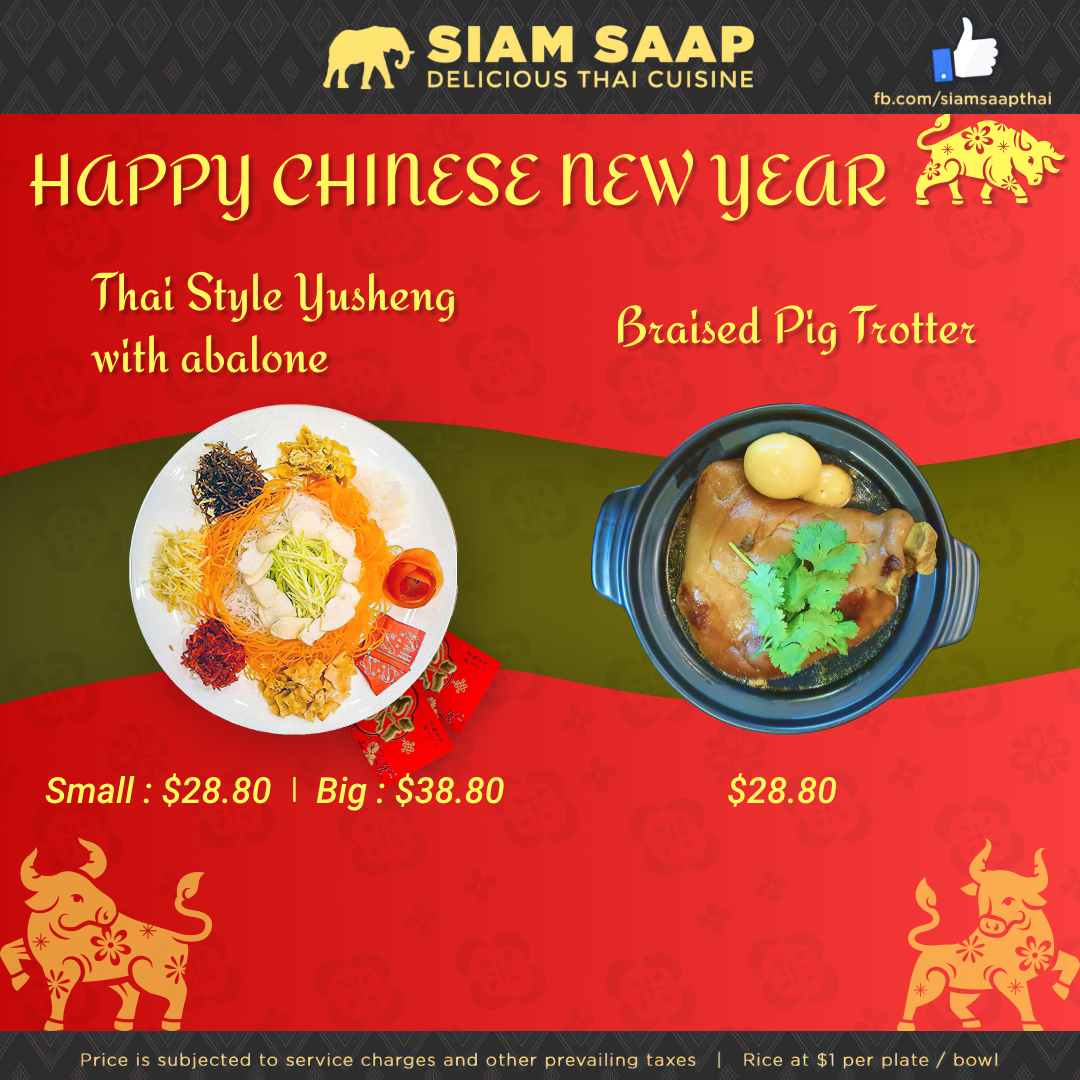 SIAM SAAP
DELICIOUS THAI CUISINE
fb.com/siamsaapthai
HAPPY CHINESE NEW YEAR
Thai Style Yusheng
with abalone
Braised Pig Trotter
Small : $28.80 | Big : $38.80
$28.80
Price is subjected to service charges and other prevailing taxes | Rice at $1 per plate / bowl